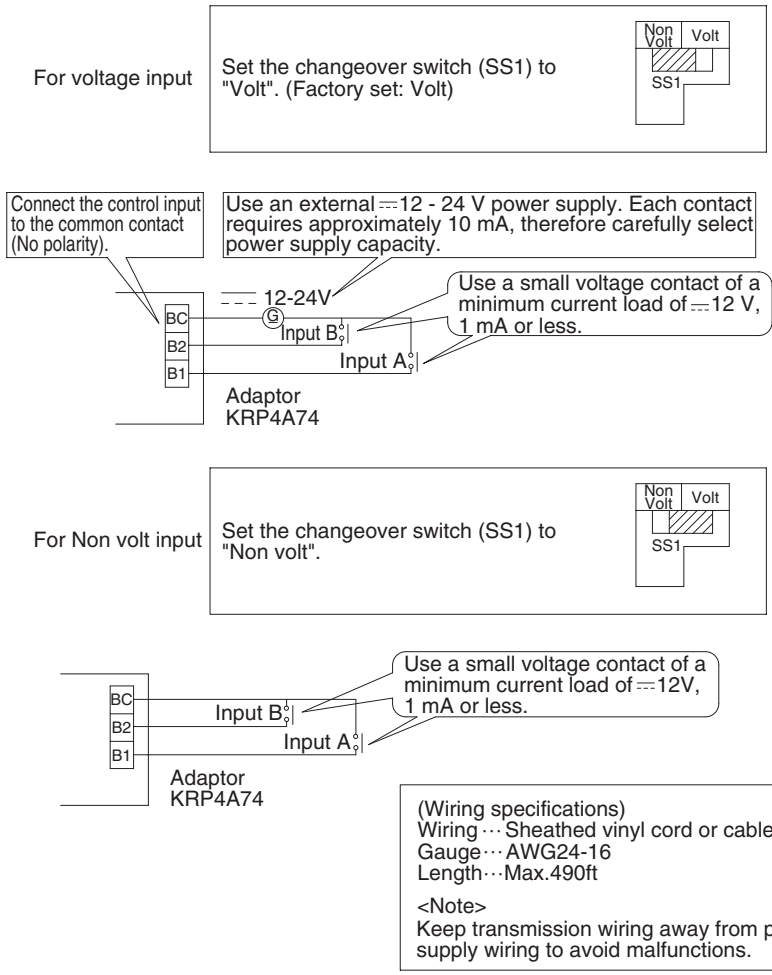 For voltage input
Set the changeover switch (SS1) to
"Volt". (Factory set: Volt)
Non
Volt
Volt
SS1
Connect the control input
to the common contact
(No polarity).
Use an external ⎓12 - 24 V power supply. Each contact
requires approximately 10 mA, therefore carefully select
power supply capacity.
12-24V
Use a small voltage contact of a
minimum current load of ⎓12 V,
1 mA or less.
BC
G
Input B
B2
Input A
B1
Adaptor
KRP4A74
For Non volt input
Set the changeover switch (SS1) to
"Non volt".
Non
Volt
Volt
SS1
Use a small voltage contact of a
minimum current load of ⎓12V,
1 mA or less.
BC
Input B
B2
Input A
B1
Adaptor
KRP4A74
(Wiring specifications)
Wiring ··· Sheathed vinyl cord or cable
Gauge ··· AWG24-16
Length ··· Max.490ft
<Note>
Keep transmission wiring away from
supply wiring to avoid malfunctions.